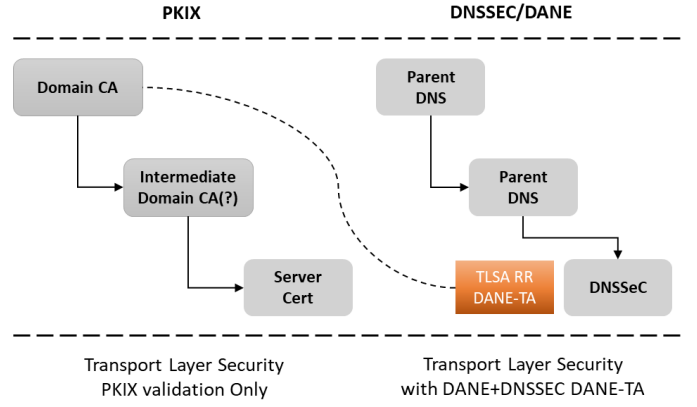 PKIX
DNSSEC/DANE
Domain CA
Parent
DNS
Intermediate
Domain CA(?)
Parent
DNS
Server
Cert
TLSA RR
DANE-TA
DNSSeC
Transport Layer Security
PKIX validation Only
Transport Layer Security
with DANE+DNSSEC DANE-TA